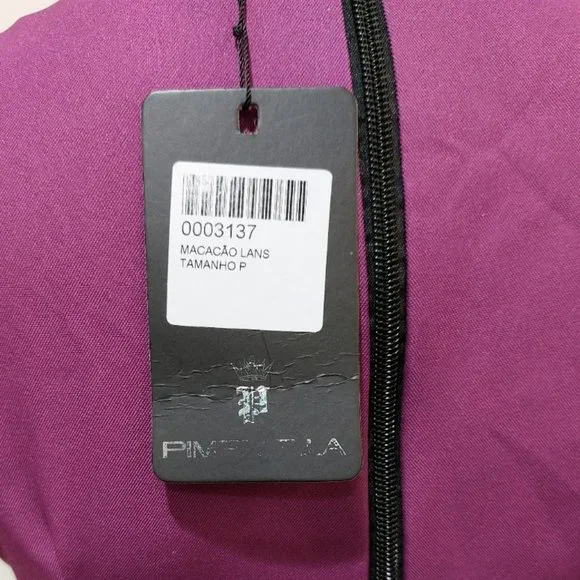 0003137
MACACÃO LANS
TAMANHO P
P